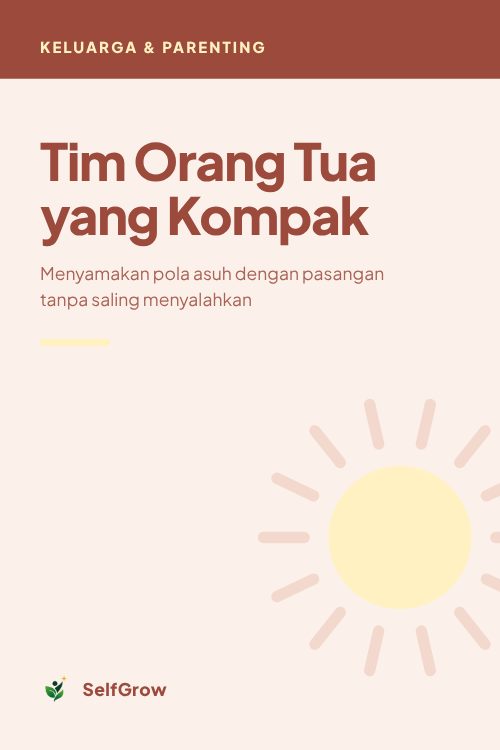 KELUARGA & PARENTING
Tim Orang Tua
yang Kompak
Menyamakan pola asuh dengan pasangan
tanpa saling menyalahkan
SelfGrow